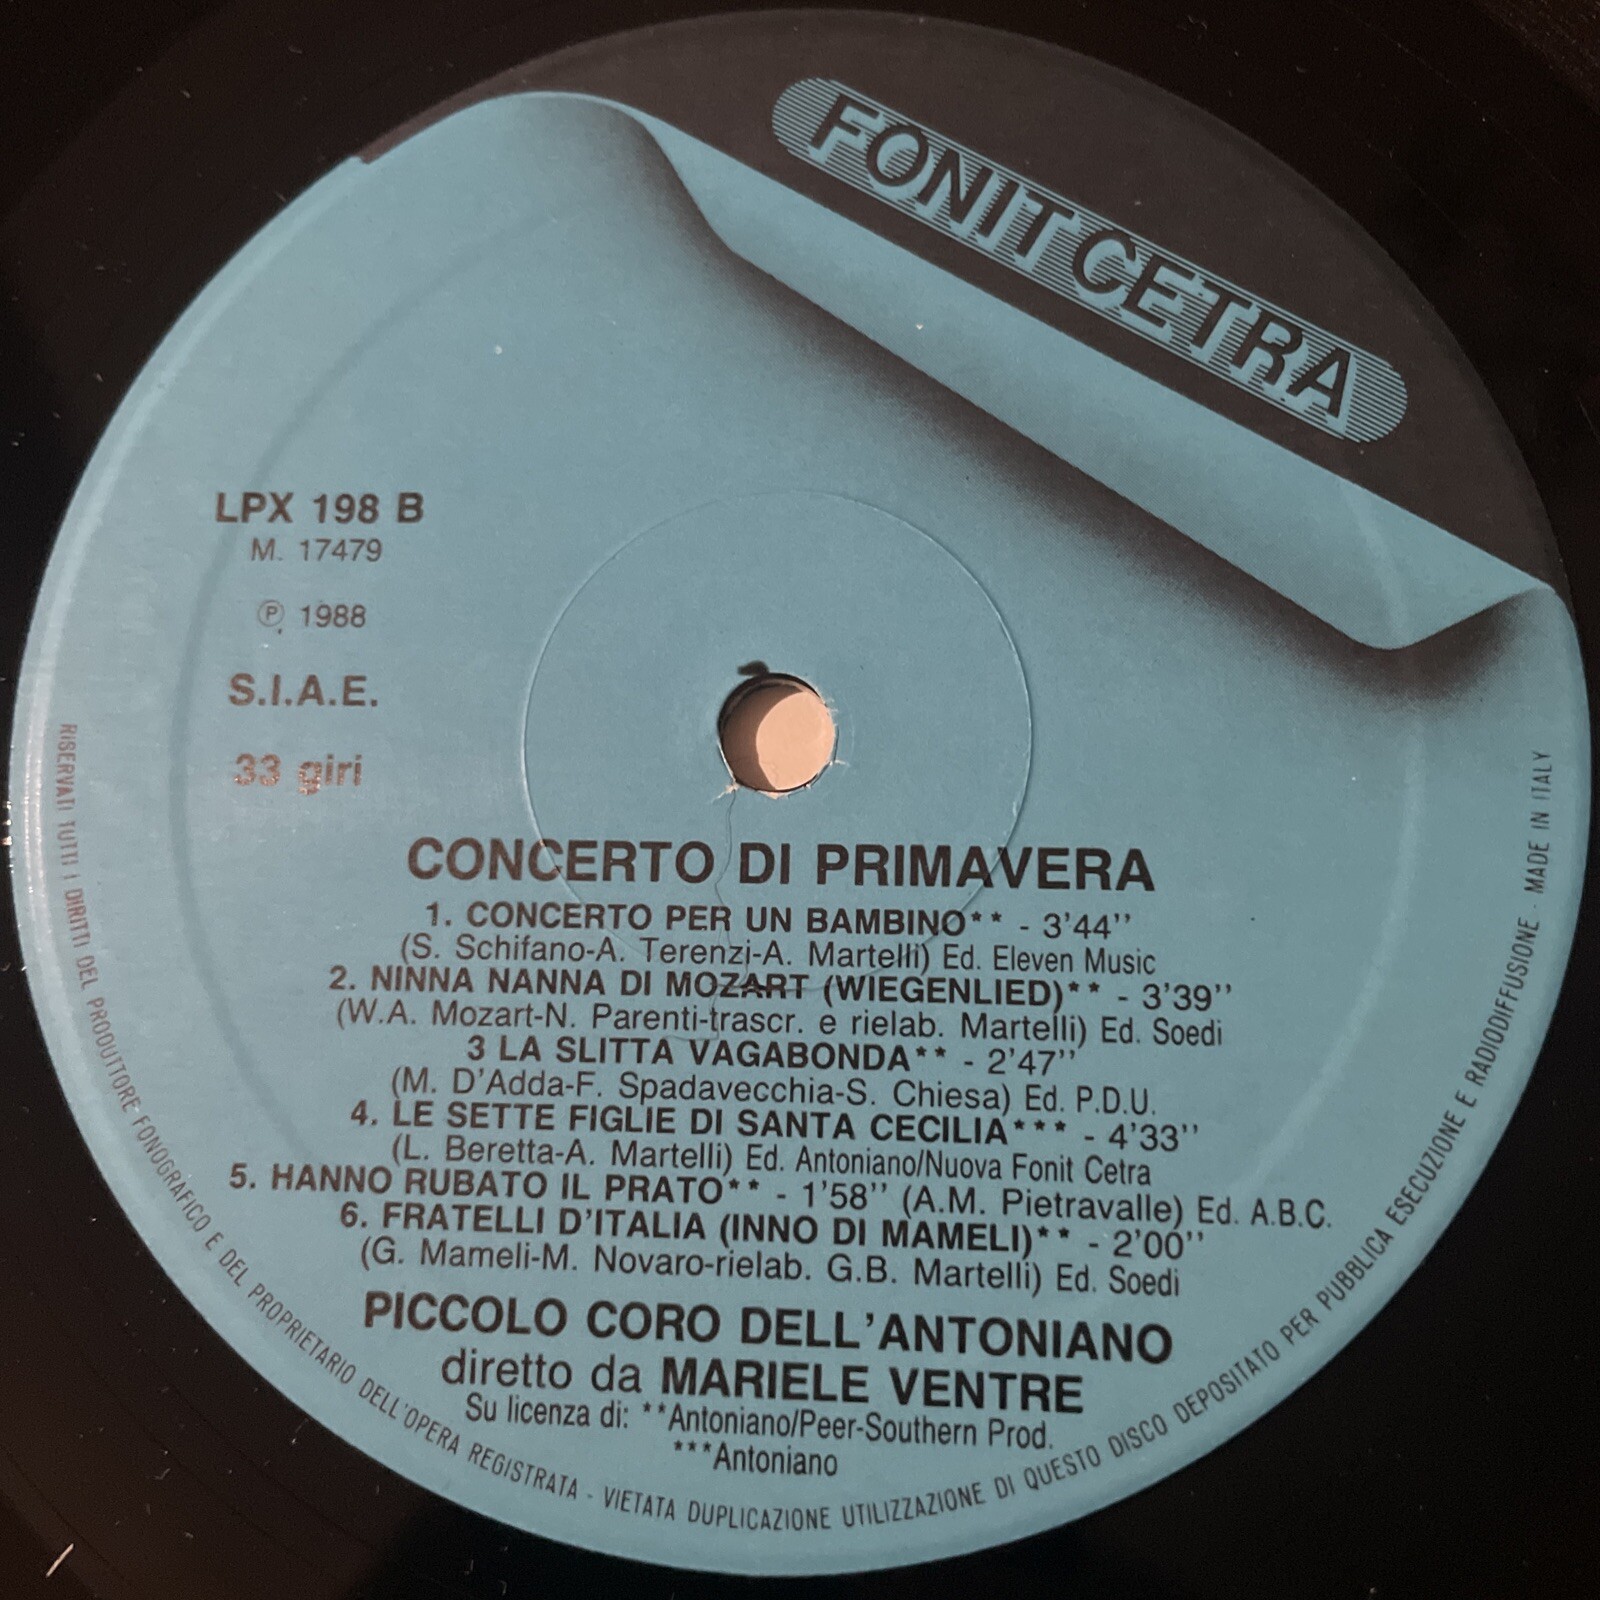 FONIT CETRA
LPX 198 B
M. 17479
℗ 1988
S.I.A.E.
33 giri
CONCERTO DI PRIMAVERA
1. CONCERTO PER UN BAMBINO** - 3'44''
(S. Schifano-A. Terenzi-A. Martelli) Ed. Eleven Music
2. NINNA NANNA DI MOZART (WIEGENLIED)** - 3'39''
(W.A. Mozart-N. Parenti-trascr. e rielab. Martelli) Ed. Soedi
3 LA SLITTA VAGABONDA** - 2'47''
(M. D'Adda-F. Spadavecchia-S. Chiesa) Ed. P.D.U.
4. LE SETTE FIGLIE DI SANTA CECILIA*** - 4'33''
(L. Beretta-A. Martelli) Ed. Antoniano/Nuova Fonit Cetra
5. HANNO RUBATO IL PRATO** - 1'58'' (A.M. Pietravalle) Ed. A.B.C.
6. FRATELLI D'ITALIA (INNO DI MAMELI)** - 2'00''
(G. Mameli-M. Novaro-rielab. G.B. Martelli) Ed. Soedi
PICCOLO CORO DELL'ANTONIANO
diretto da MARIELE VENTRE
Su licenza di: **Antoniano/Peer-Southern Prod.
***Antoniano
RISERVATI TUTTI I DIRITTI DEL PRODUTTORE FONOGRAFICO E DEL PROPRIETARIO DELL'OPERA REGISTRATA - VIETATA DUPLICAZIONE UTILIZZAZIONE DI QUESTO DISCO DEPOSITATO PER PUBBLICA ESECUZIONE E RADIODIFFUSIONE - MADE IN ITALY